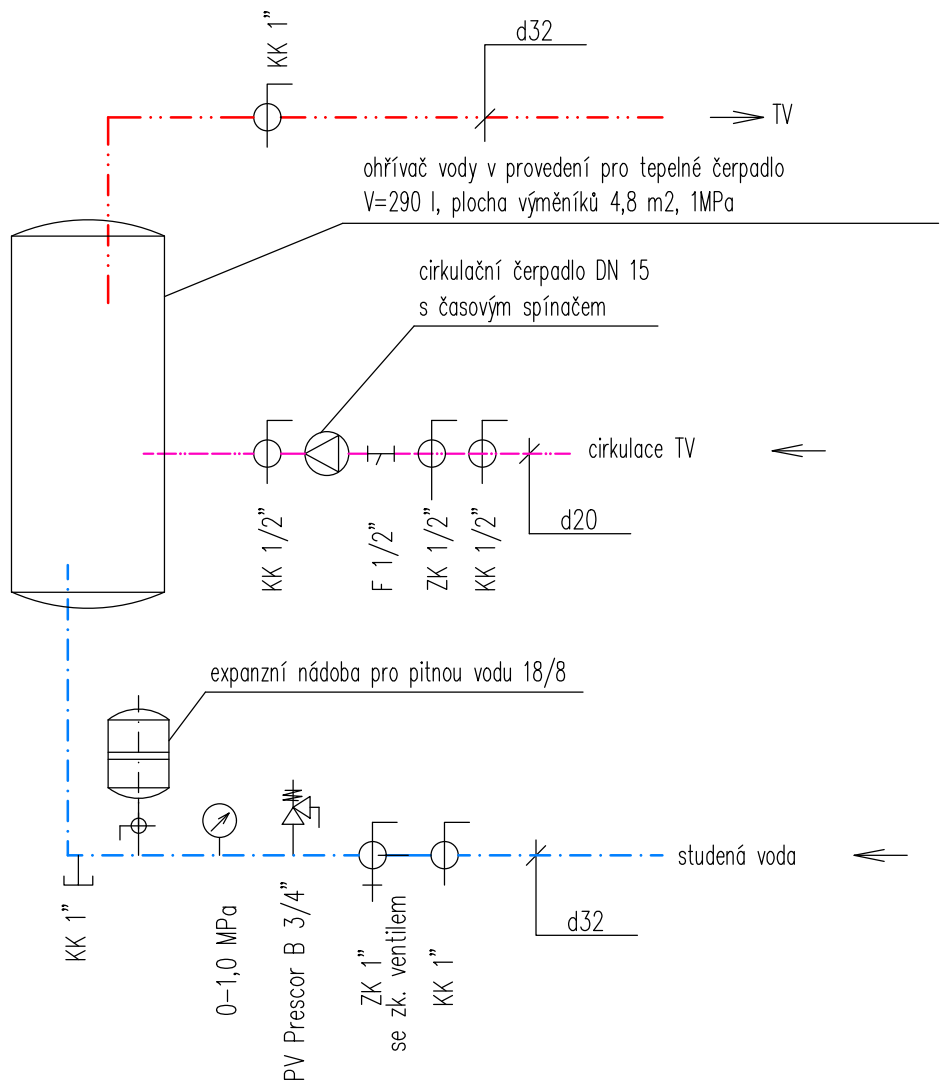 KK 1"
d32
TV
ohřívač vody v provedení pro tepelné čerpadlo
V=290 l, plocha výměníků 4,8 m2, 1MPa
cirkulační čerpadlo DN 15
s časovým spínačem
cirkulace TV
KK 1/2"
F 1/2"
ZK 1/2"
KK 1/2"
d20
expanzní nádoba pro pitnou vodu 18/8
studená voda
KK 1"
0-1,0 MPa
PV Prescor B 3/4"
ZK 1"
se zk. ventilem
KK 1"
d32